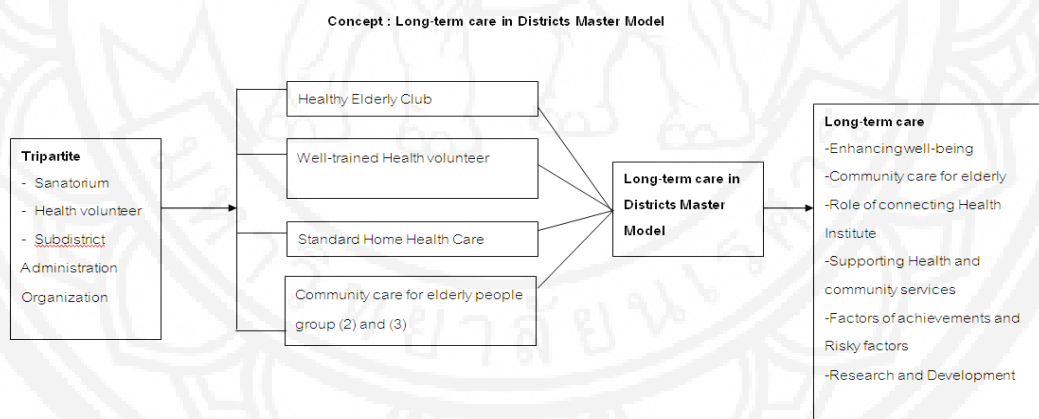 Concept : Long-term care in Districts Master Model
Tripartite
- Sanatorium
- Health volunteer
- Subdistrict
Administration
Organization
Healthy Elderly Club
Well-trained Health volunteer
Standard Home Health Care
Community care for elderly people
group (2) and (3)
Long-term care in
Districts Master
Model
Long-term care
-Enhancing well-being
-Community care for elderly
-Role of connecting Health
Institute
-Supporting Health and
community services
-Factors of achievements and
Risky factors
-Research and Development